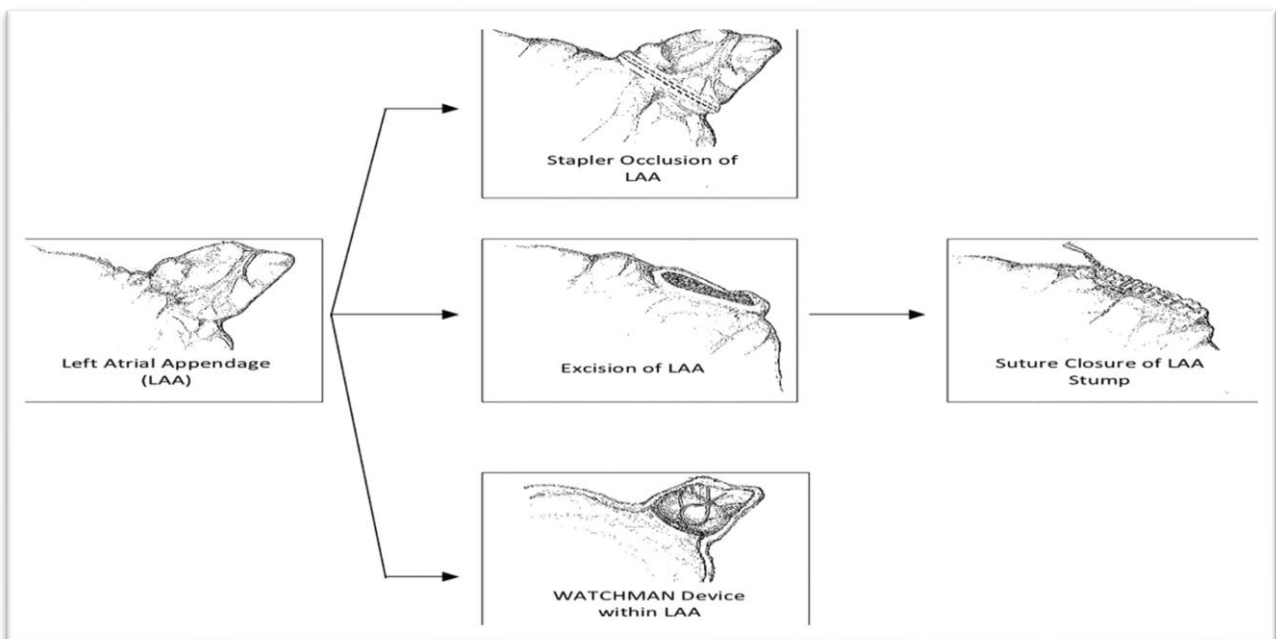 Stapler Occlusion of
LAA
Left Atrial Appendage
(LAA)
Excision of LAA
Suture Closure of LAA
Stump
WATCHMAN Device
within LAA